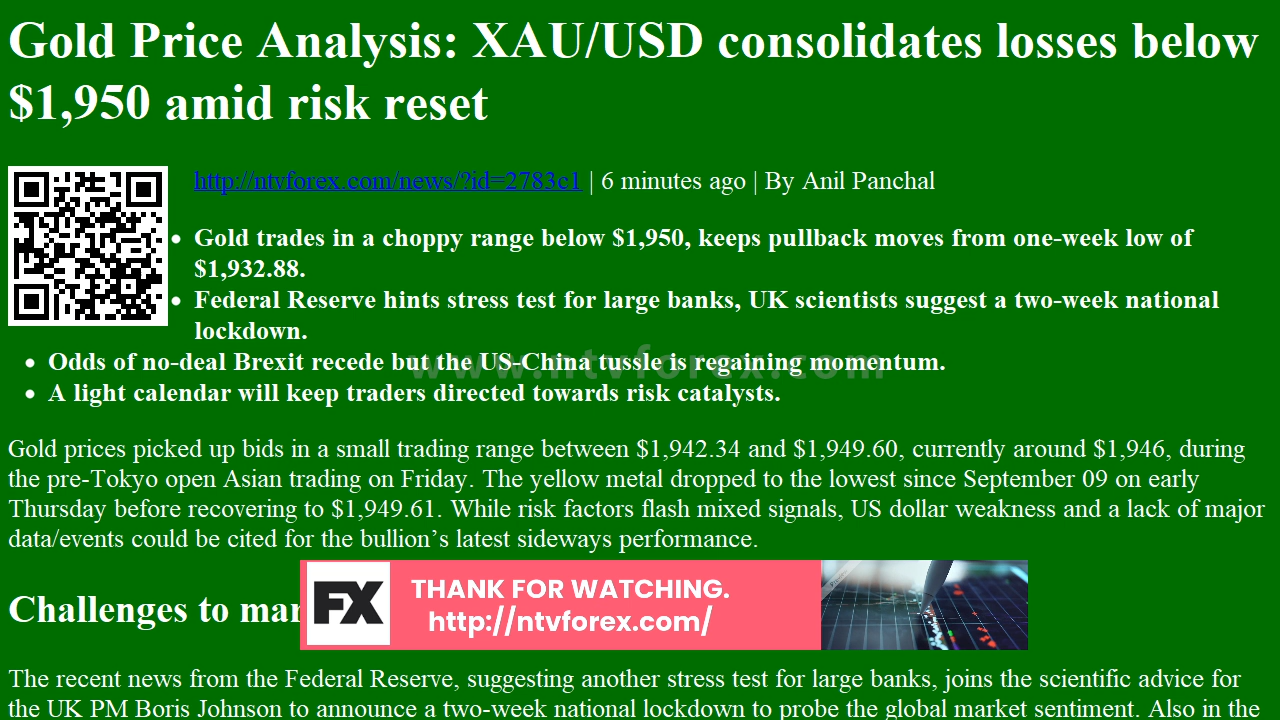 Gold Price Analysis: XAU/USD consolidates losses below
$1,950 amid risk reset
http://ntvforex.com/news/?id=2783c1 | 6 minutes ago | By Anil Panchal
Gold trades in a choppy range below $1,950, keeps pullback moves from one-week low of
$1,932.88.
Federal Reserve hints stress test for large banks, UK scientists suggest a two-week national
lockdown.
Odds of no-deal Brexit recede but the US-China tussle is regaining momentum.
www.ntvforex.com
A light calendar will keep traders directed towards risk catalysts.
Gold prices picked up bids in a small trading range between $1,942.34 and $1,949.60, currently around $1,946, during
the pre-Tokyo open Asian trading on Friday. The yellow metal dropped to the lowest since September 09 on early
Thursday before recovering to $1,949.61. While risk factors flash mixed signals, US dollar weakness and a lack of major
data/events could be cited for the bullion’s latest sideways performance.
Challenges to
FX
THANK FOR WATCHING.
http://ntvforex.com/
The recent news from the Federal Reserve, suggesting another stress test for large banks, joins the scientific advice for
the UK PM Boris Johnson to announce a two-week national lockdown to probe the global market sentiment. Also in the